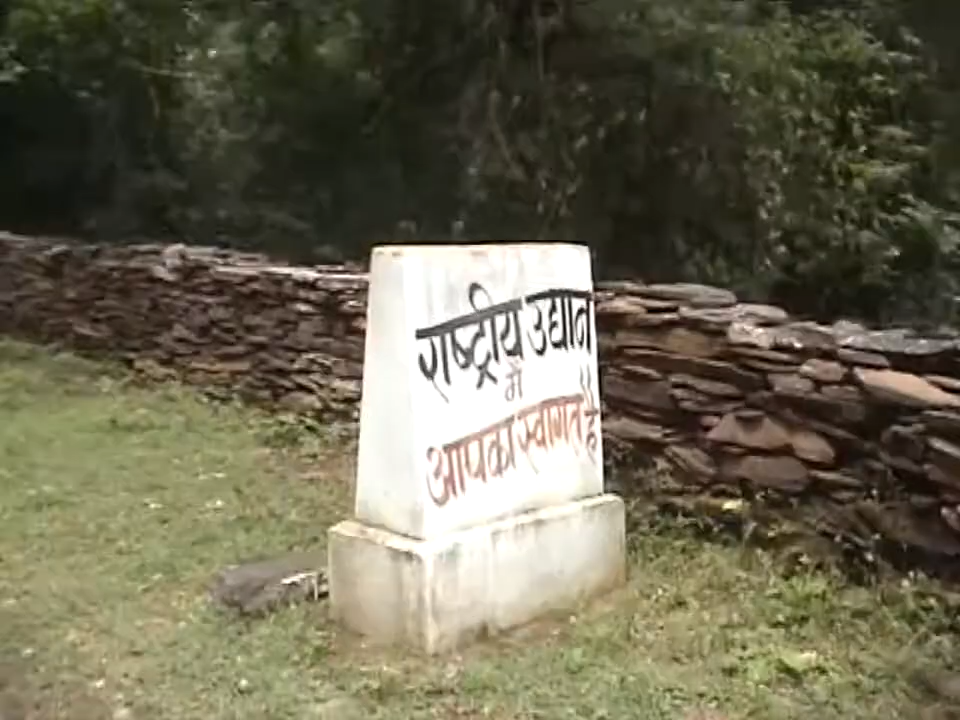 राष्ट्रीय उद्यान
में
आपका स्वागत है